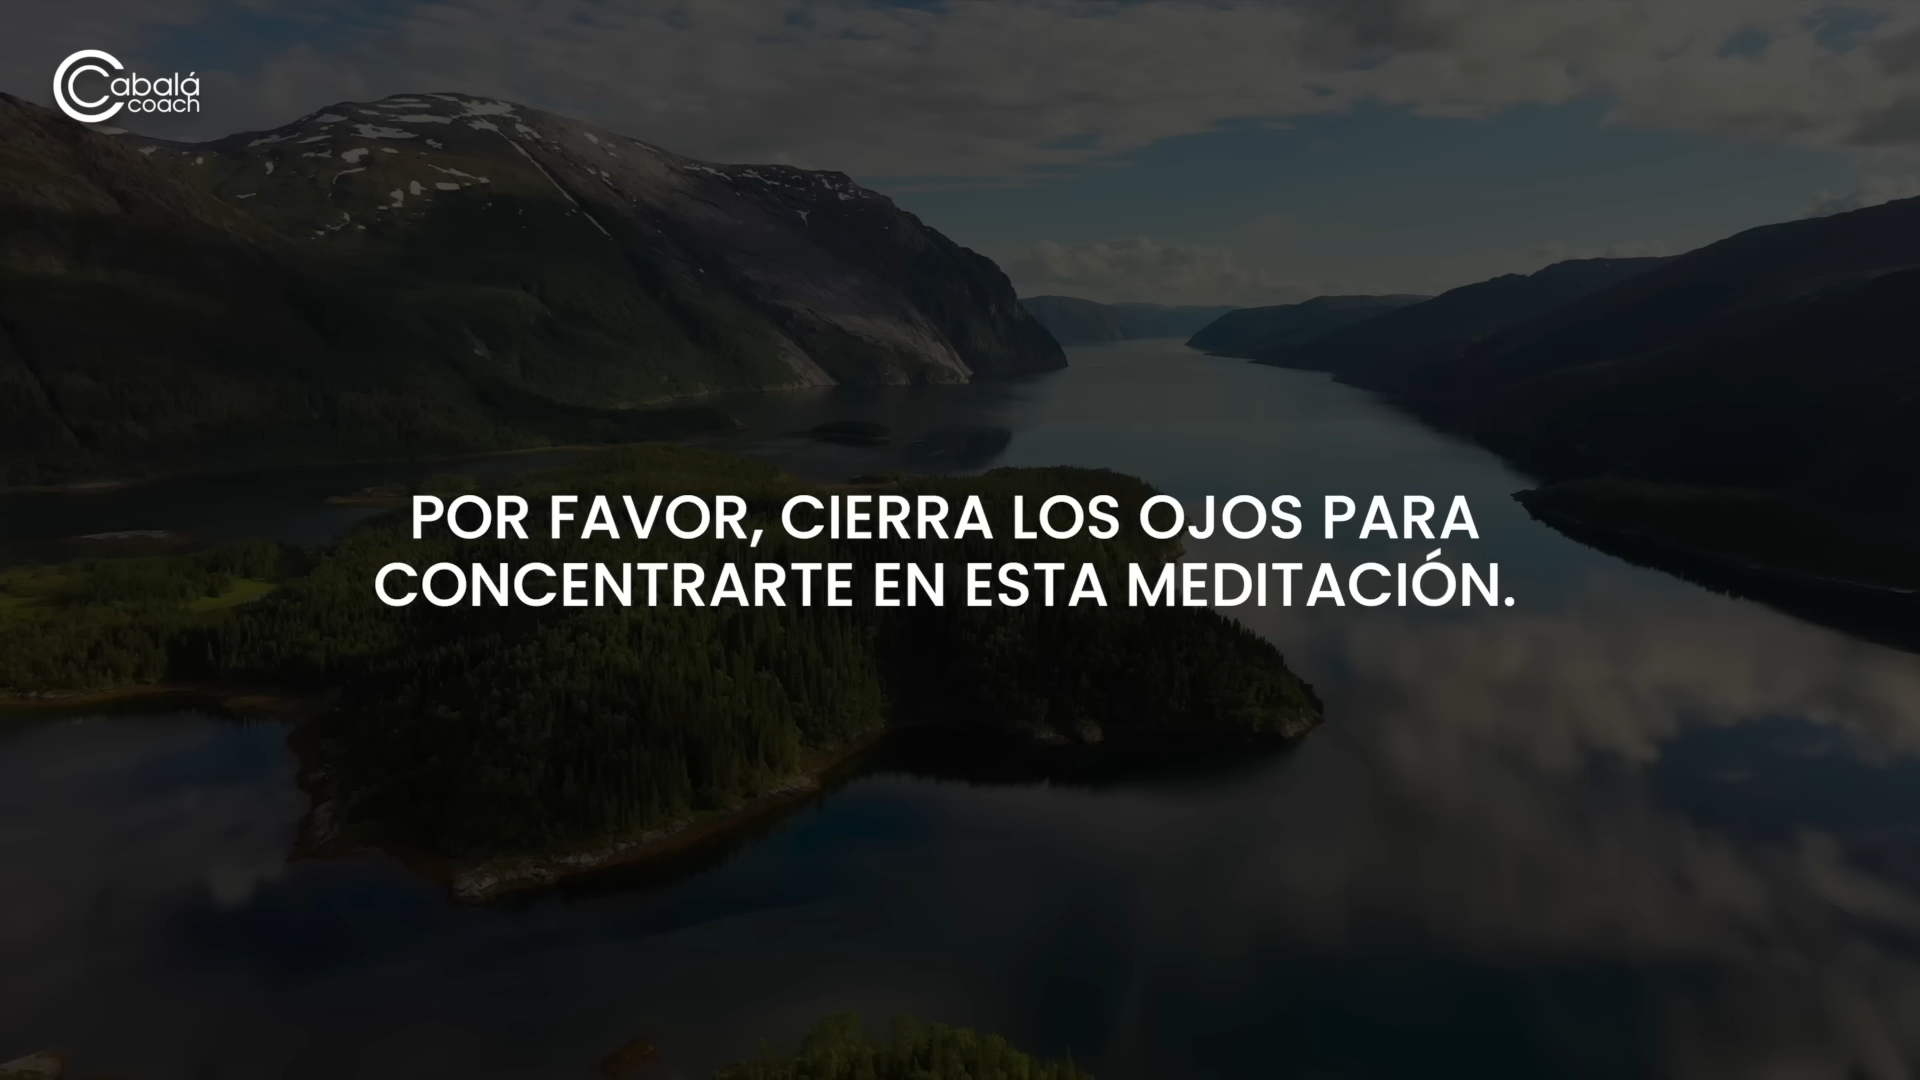 Cabalá
coach
POR FAVOR, CIERRA LOS OJOS PARA
CONCENTRARTE EN ESTA MEDITACIÓN.